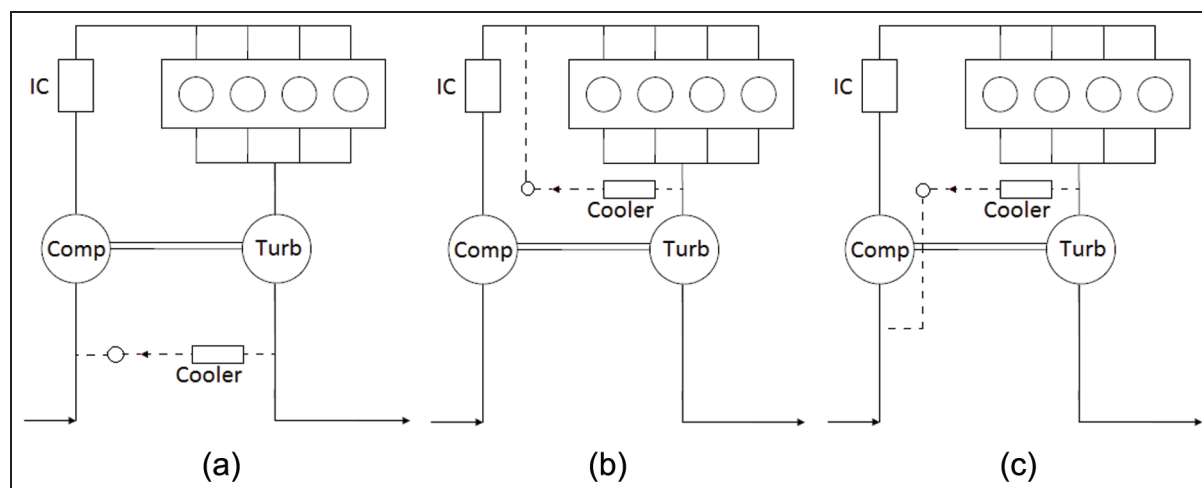 IC
Comp
Turb
Cooler
(a)
IC
Cooler
Comp
Turb
(b)
IC
Cooler
Comp
Turb
(c)